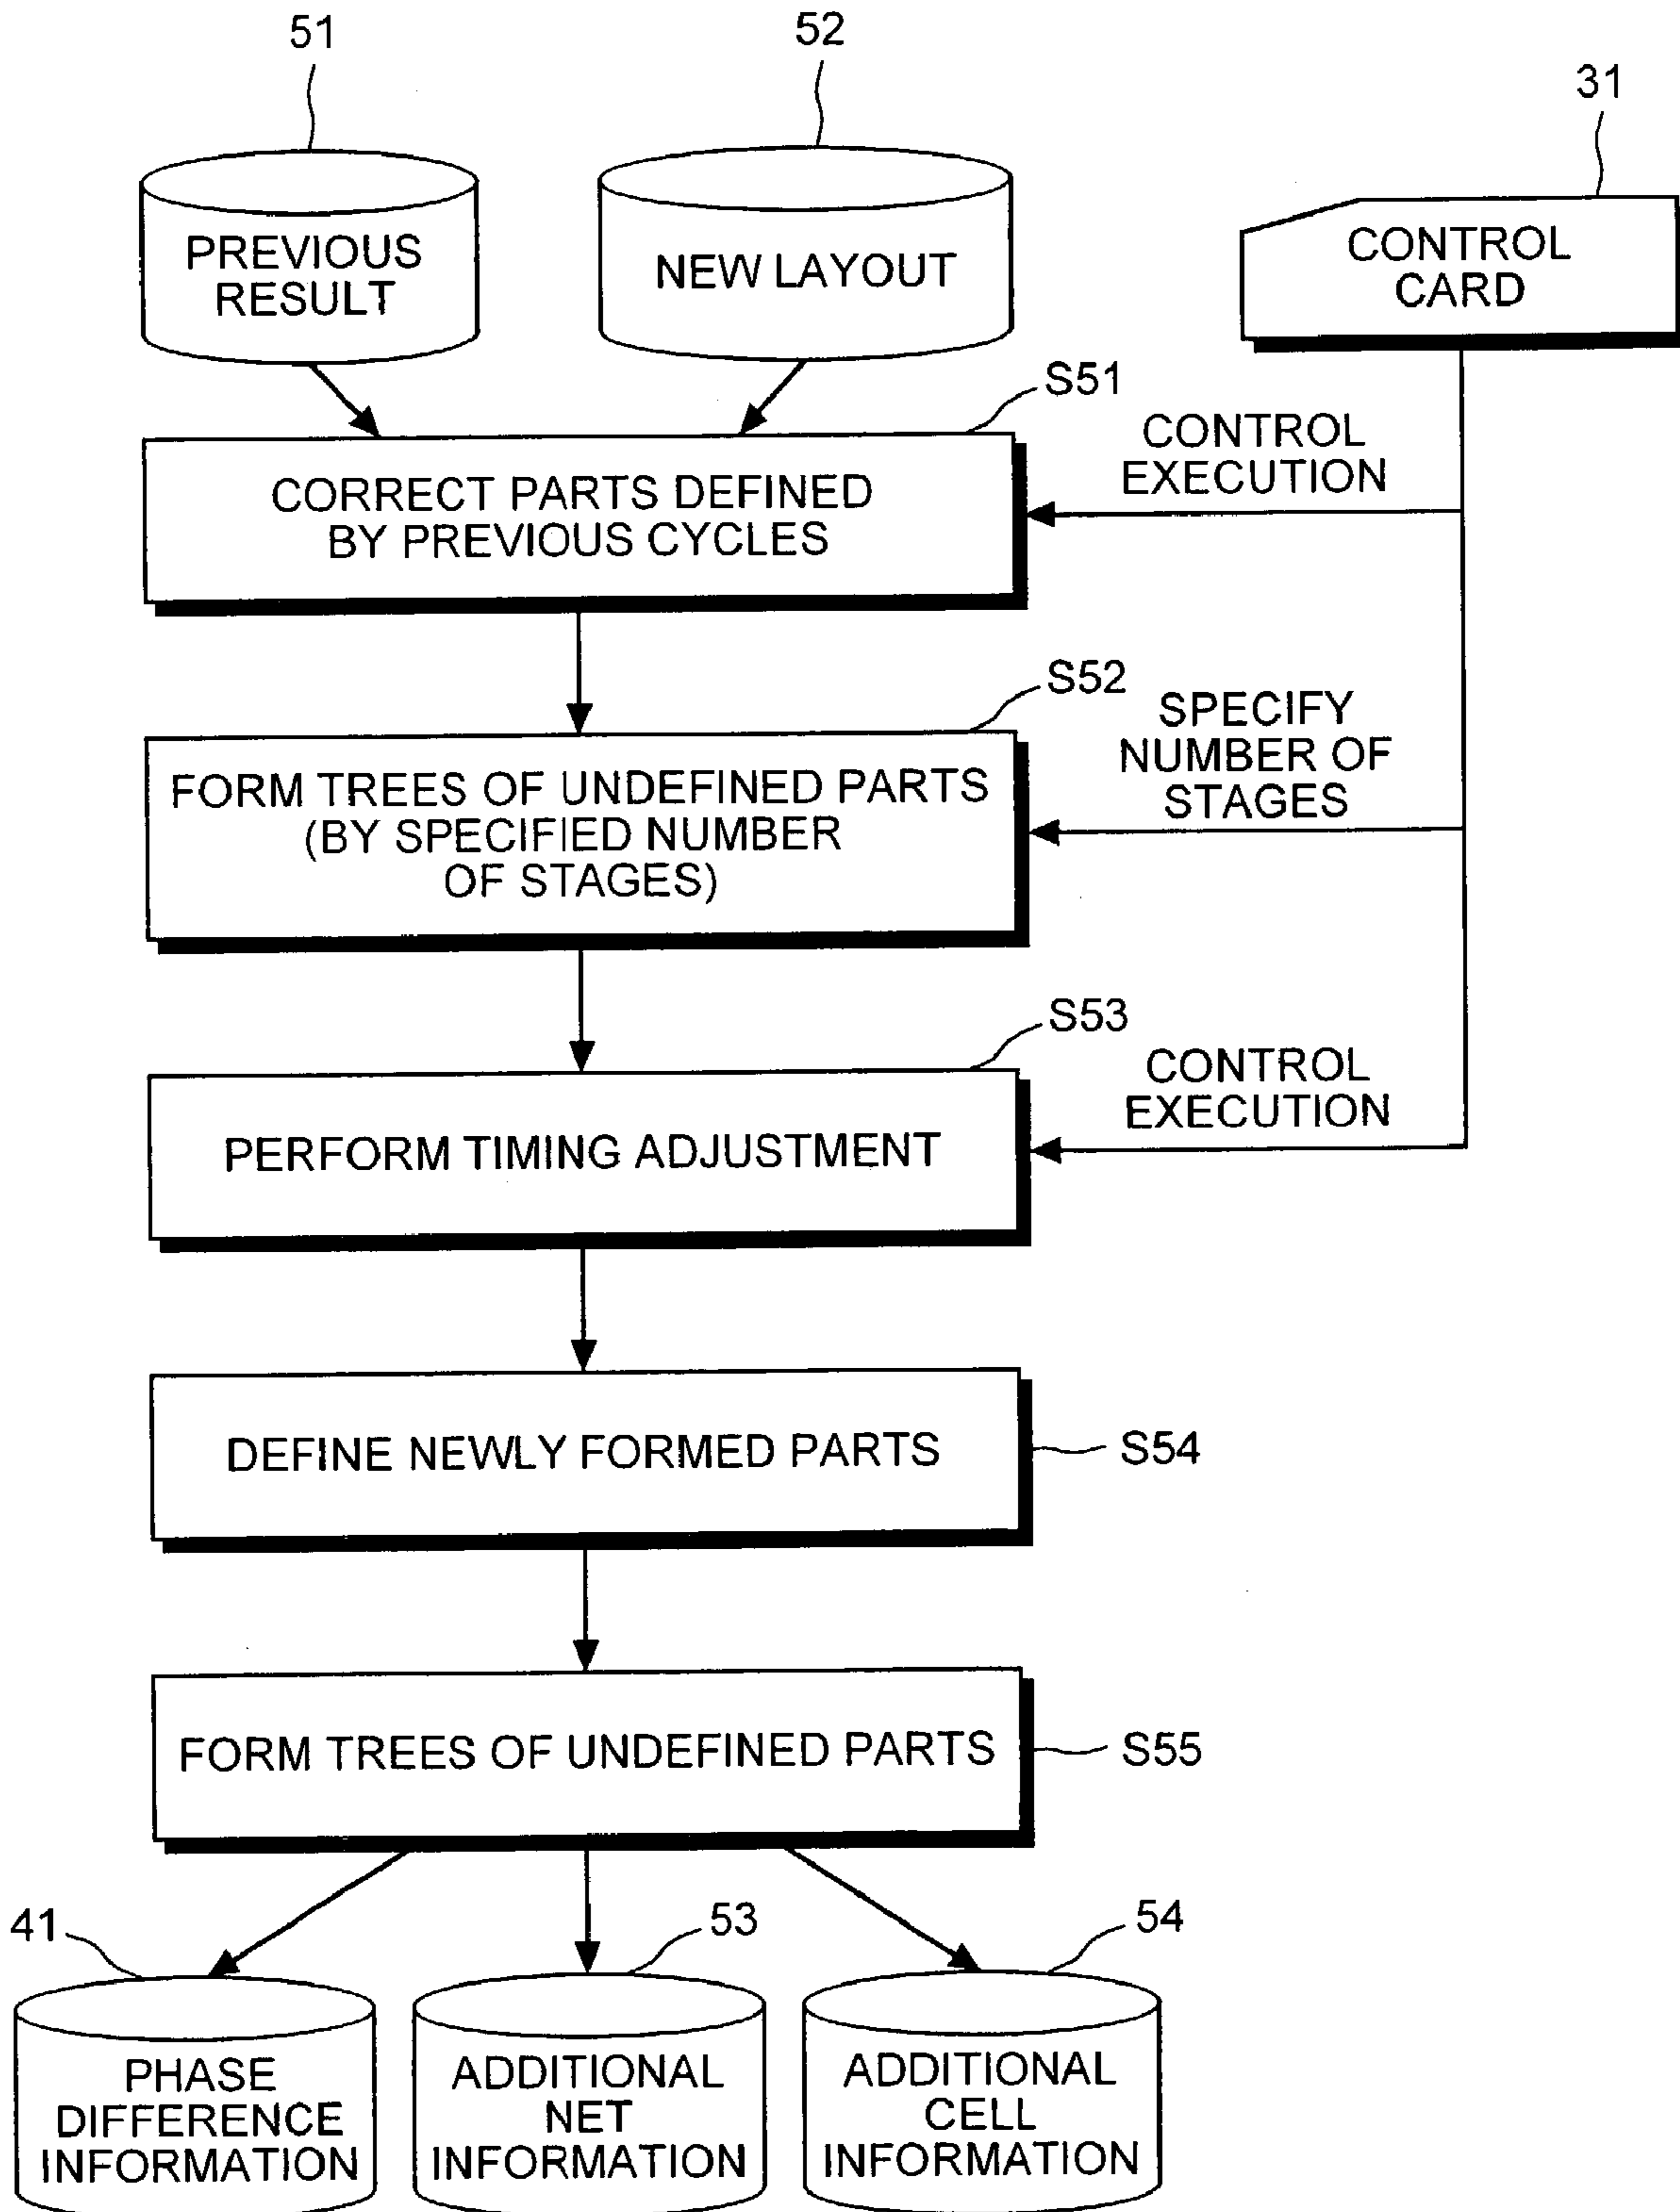 51
52
31
PREVIOUS
RESULT
NEW LAYOUT
CONTROL
CARD
S51
CONTROL
EXECUTION
CORRECT PARTS DEFINED
BY PREVIOUS CYCLES
S52
SPECIFY
NUMBER OF
STAGES
FORM TREES OF UNDEFINED PARTS
(BY SPECIFIED NUMBER
OF STAGES)
S53
CONTROL
EXECUTION
PERFORM TIMING ADJUSTMENT
DEFINE NEWLY FORMED PARTS
S54
FORM TREES OF UNDEFINED PARTS
S55
41
53
54
PHASE
DIFFERENCE
INFORMATION
ADDITIONAL
NET
INFORMATION
ADDITIONAL
CELL
INFORMATION